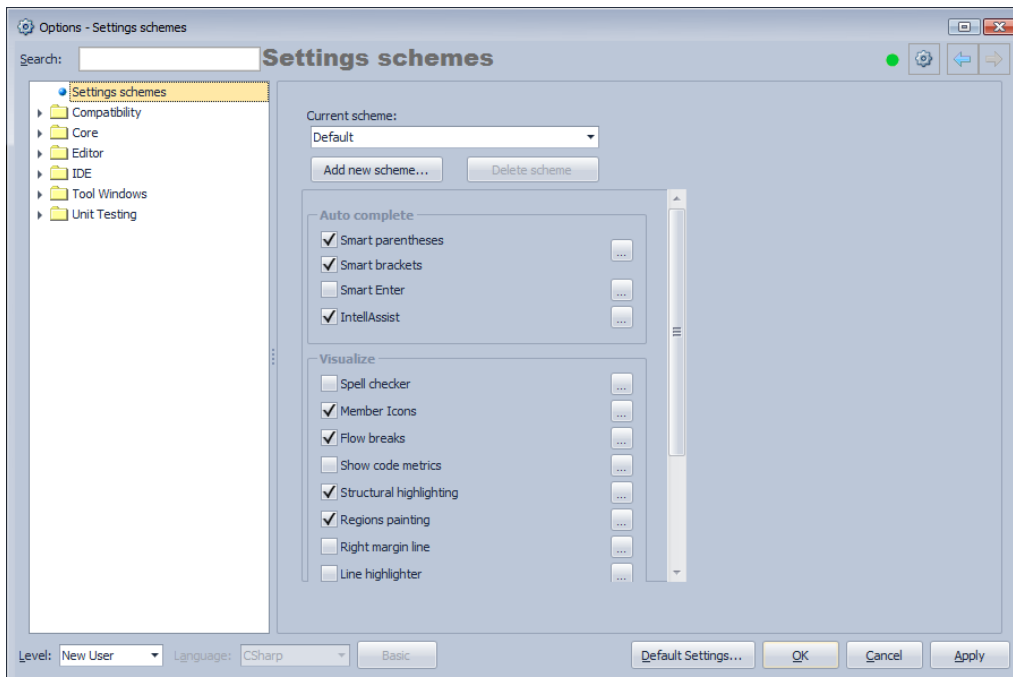 Options - Settings schemes
Search:
Settings schemes
Settings schemes
Compatibility
Core
Editor
IDE
Tool Windows
Unit Testing
Current scheme:
Default
Add new scheme...
Delete scheme
Auto complete
Smart parentheses
...
Smart brackets
Smart Enter
...
IntellAssist
...
Visualize
Spell checker
...
Member Icons
...
Flow breaks
...
Show code metrics
...
Structural highlighting
...
Regions painting
...
Right margin line
...
Line highlighter
...
Level: New User Language: CSharp Basic Default Settings... OK Cancel Apply